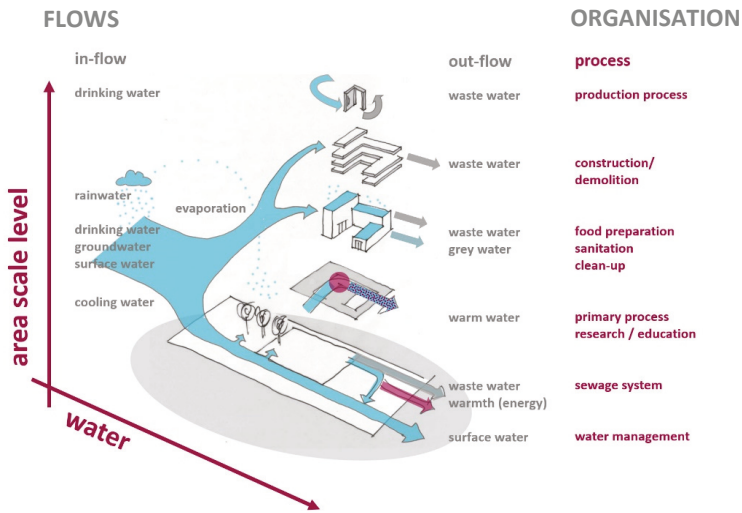 FLOWS
ORGANISATION
in-flow
out-flow
process
drinking water
waste water
production process
waste water
construction/
demolition
rainwater
evaporation
drinking water
groundwater
surface water
waste water
grey water
food preparation
sanitation
clean-up
cooling water
warm water
primary process
research / education
waste water
warmth (energy)
sewage system
surface water
water management
area scale level
water